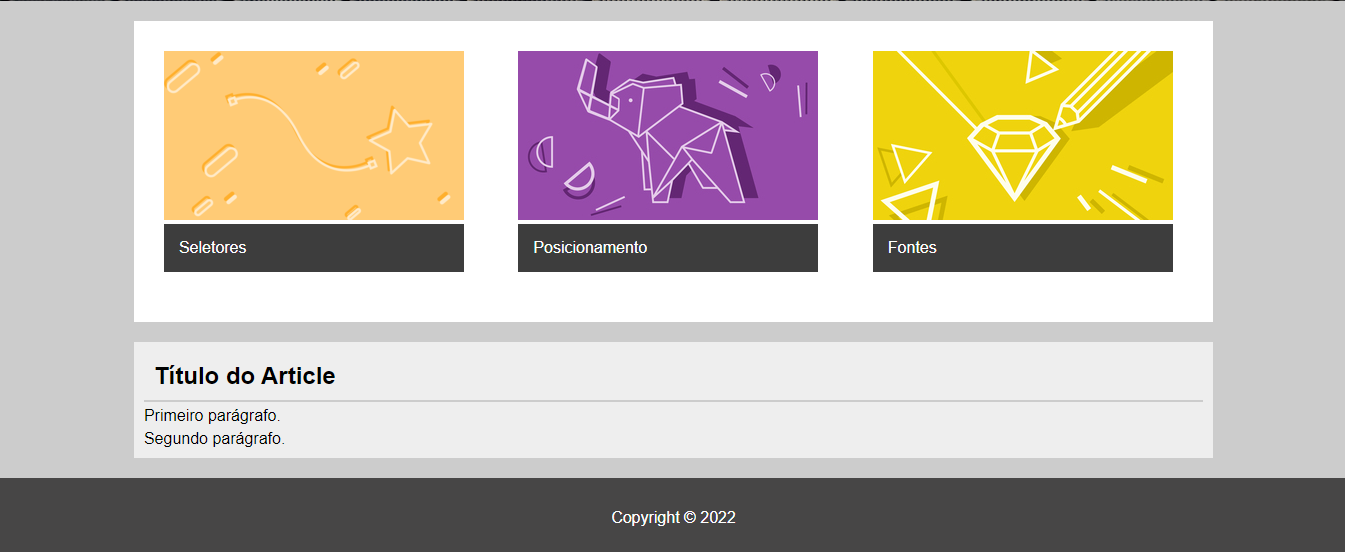 Seletores
Posicionamento
Fontes
Título do Article
Primeiro parágrafo.
Segundo parágrafo.
Copyright © 2022